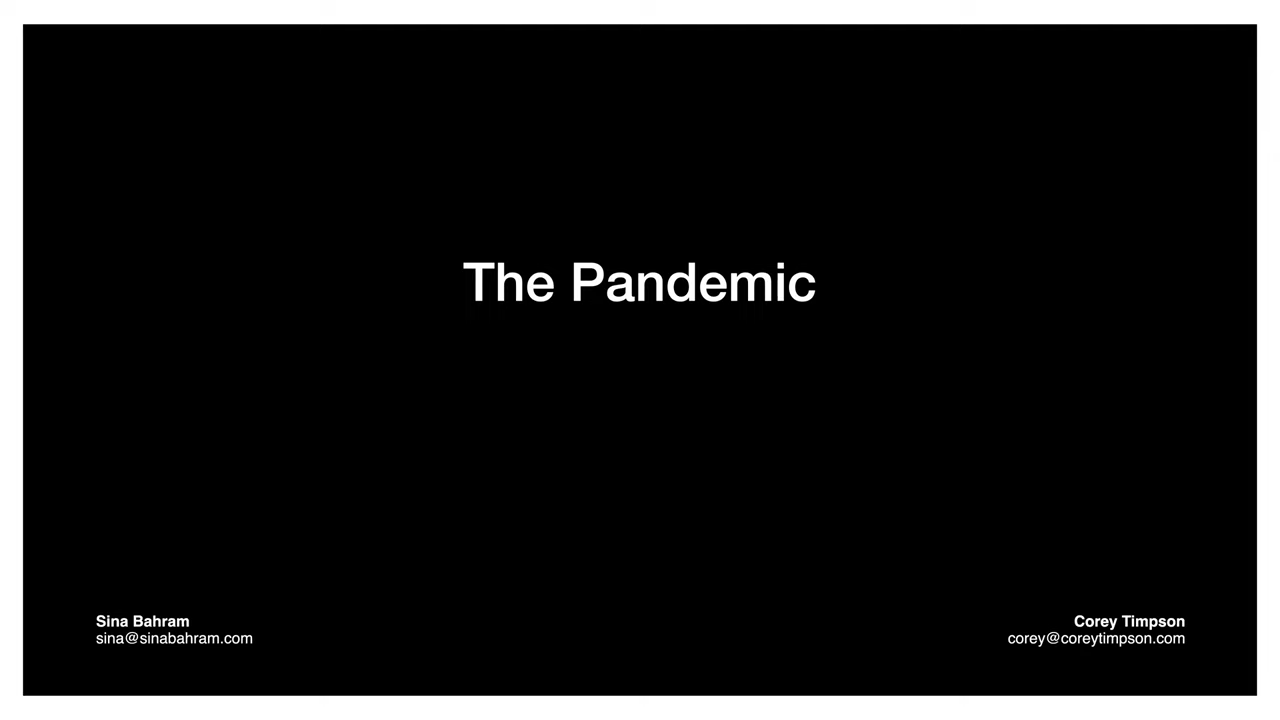 The Pandemic
Sina Bahram
sina@sinabahram.com
Corey Timpson
corey@coreytimpson.com